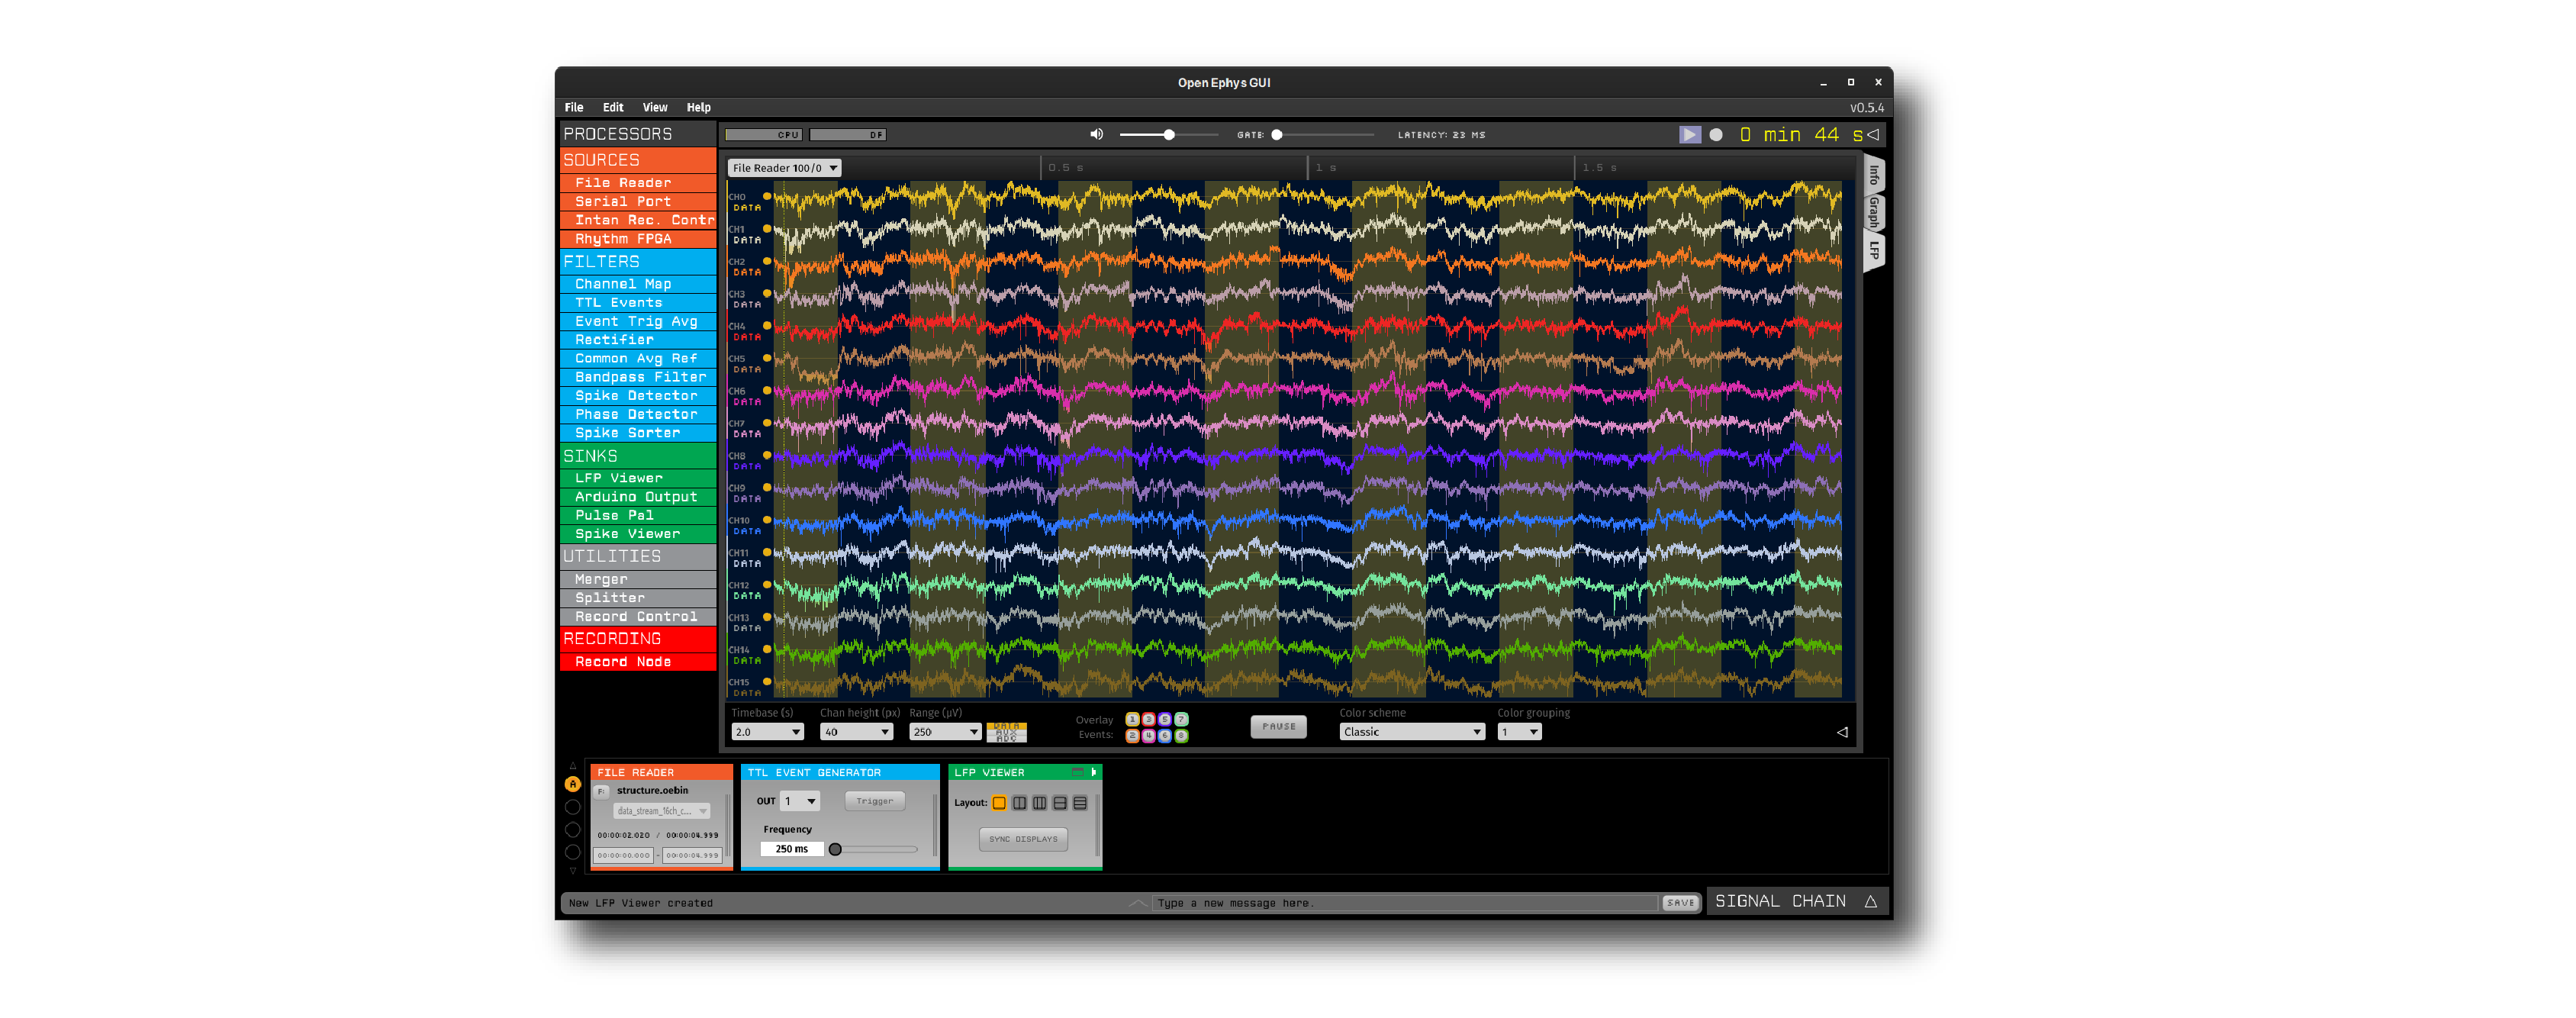 Open Ephys GUI
File Edit View Help
v0.5.4
PROCESSORS
SOURCES
File Reader
Serial Port
Intan Rec. Contr
Rhythm FPGA
FILTERS
Channel Map
TTL Events
Event Trig Avg
Rectifier
Common Avg Ref
Bandpass Filter
Spike Detector
Phase Detector
Spike Sorter
SINKS
LFP Viewer
Arduino Output
Pulse Pal
Spike Viewer
UTILITIES
Merger
Splitter
Record Control
RECORDING
Record Node
CPU DF GATE: LATENCY: 23 MS 0 min 44 s
File Reader 100/0 0.5 s 1 s 1.5 s
Info
Graph
LFP
CH0
DATA
CH1
DATA
CH2
DATA
CH3
DATA
CH4
DATA
CH5
DATA
CH6
DATA
CH7
DATA
CH8
DATA
CH9
DATA
CH10
DATA
CH11
DATA
CH12
DATA
CH13
DATA
CH14
DATA
CH15
DATA
Timebase (s) Chan height (px) Range (µV)
2.0 40 250
DATA
AUX
ADC
Overlay
Events:
1 3 5 7
2 4 6 8
PAUSE
Color scheme Color grouping
Classic 1
A
FILE READER
F:
structure.oebin
data_stream_16ch_c...
00:00:02.020 / 00:00:04.999
00:00:00.000 - 00:00:04.999
TTL EVENT GENERATOR
OUT 1 Trigger
Frequency
250 ms
LFP VIEWER
Layout:
SYNC DISPLAYS
New LFP Viewer created
Type a new message here.
SAVE
SIGNAL CHAIN